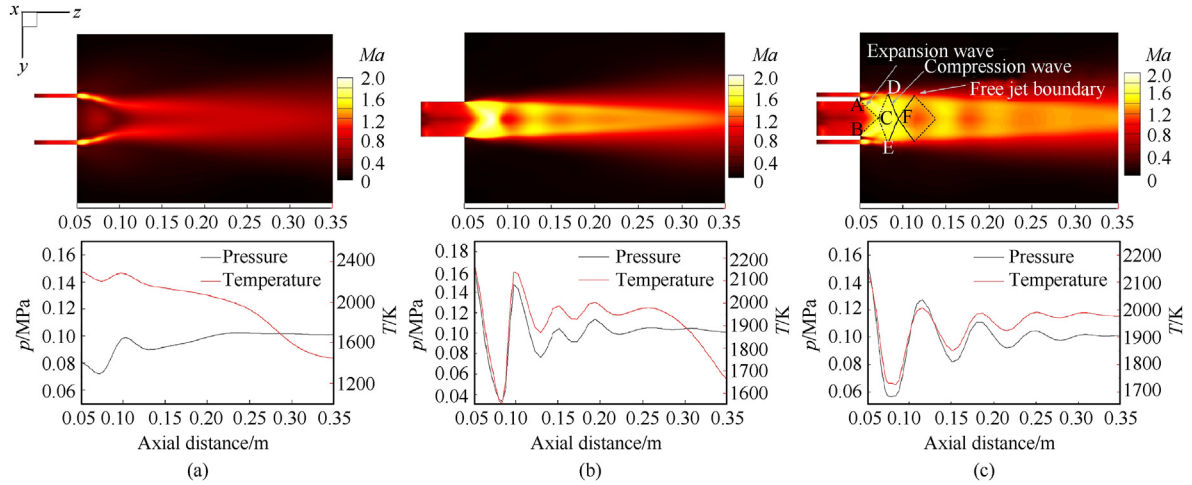 x
z
y
Ma
2.0
1.6
1.2
0.8
0.4
0
0.05 0.10 0.15 0.20 0.25 0.30 0.35
Ma
2.0
1.6
1.2
0.8
0.4
0
0.05 0.10 0.15 0.20 0.25 0.30 0.35
Expansion wave
Compression wave
Free jet boundary
A
B
C
D
E
F
Ma
2.0
1.6
1.2
0.8
0.4
0
0.05 0.10 0.15 0.20 0.25 0.30 0.35
p/MPa
0.16
0.14
0.12
0.10
0.08
0.06
Pressure
Temperature
2400
2000
1600
1200
T/K
0.05 0.10 0.15 0.20 0.25 0.30 0.35
Axial distance/m
(a)
p/MPa
0.18
0.16
0.14
0.12
0.10
0.08
0.06
0.04
Pressure
Temperature
2200
2100
2000
1900
1800
1700
1600
T/K
0.05 0.10 0.15 0.20 0.25 0.30 0.35
Axial distance/m
(b)
p/MPa
0.16
0.14
0.12
0.10
0.08
0.06
Pressure
Temperature
2200
2100
2000
1900
1800
1700
T/K
0.05 0.10 0.15 0.20 0.25 0.30 0.35
Axial distance/m
(c)